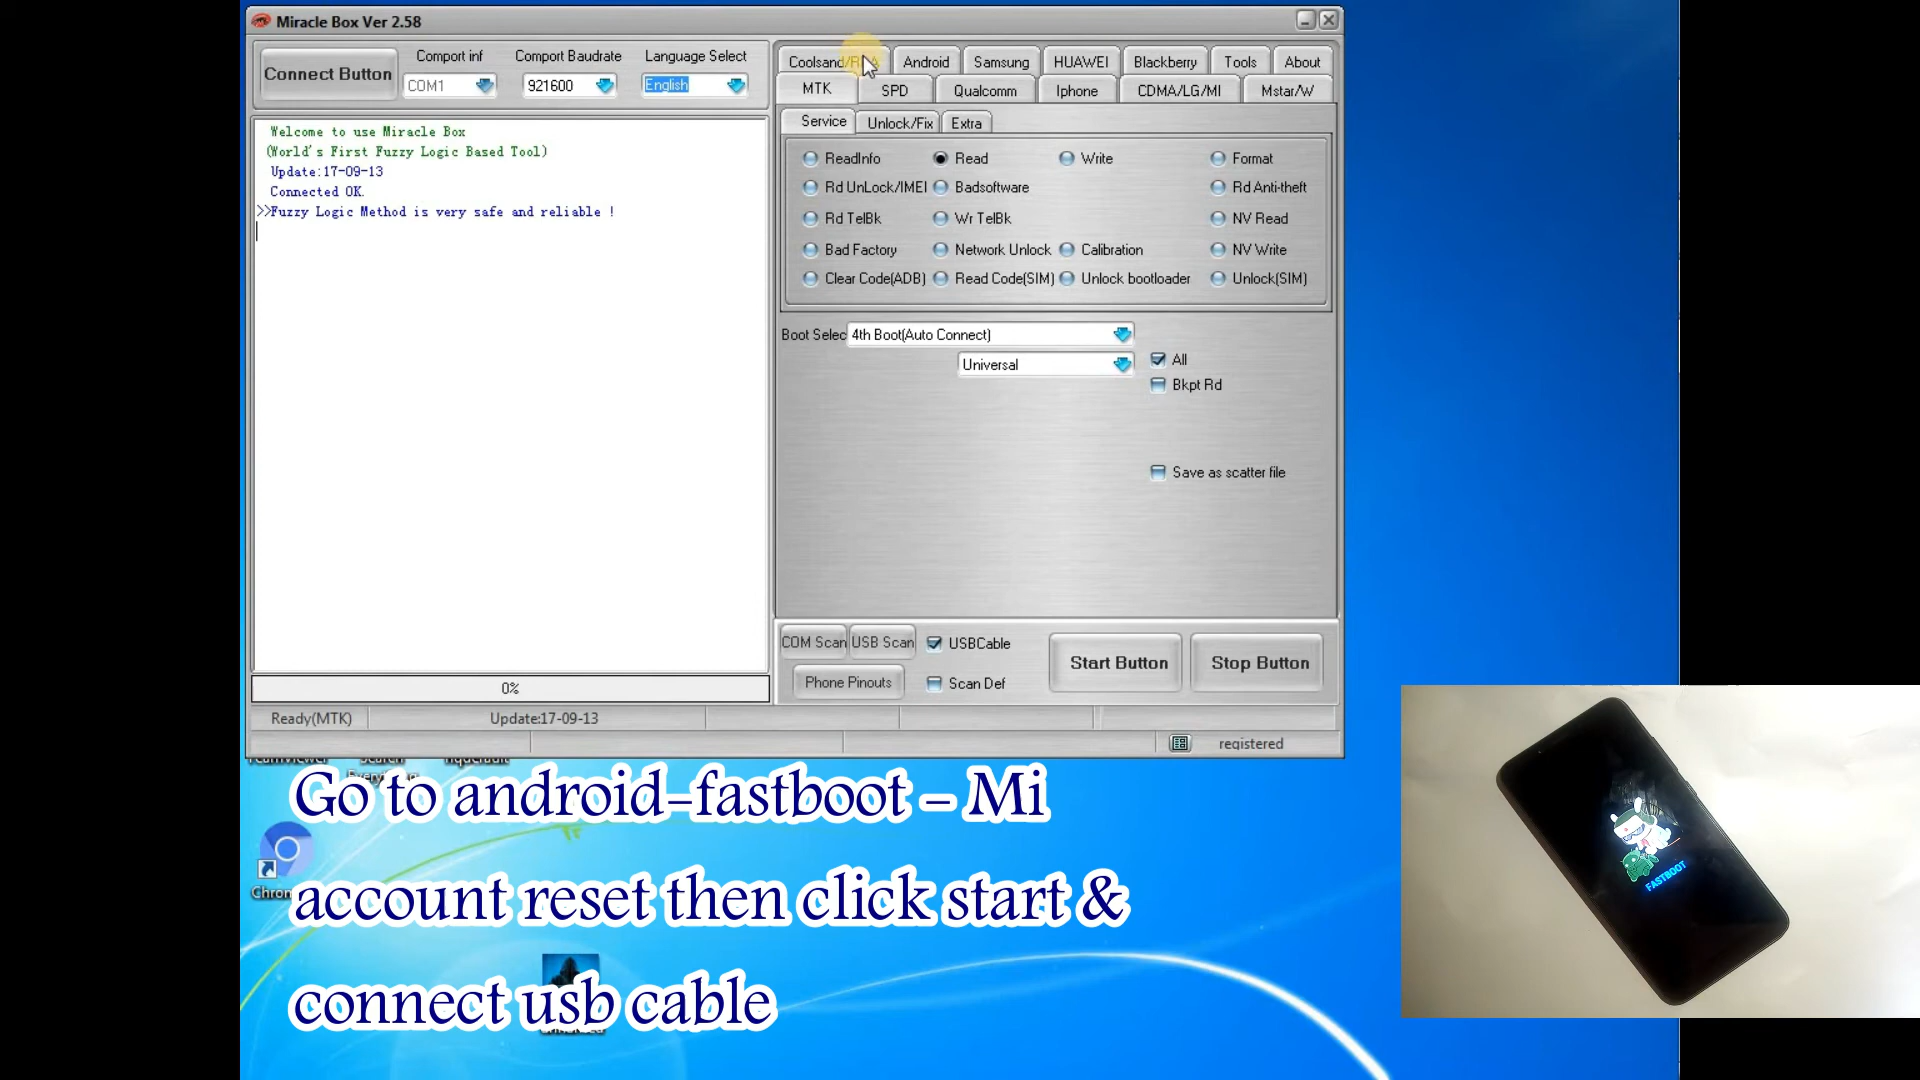 Miracle Box Ver 2.58
Connect Button
Comport inf
Comport Baudrate
Language Select
COM1
921600
English
Welcome to use Miracle Box
(World's First Fuzzy Logic Based Tool)
Update:17-09-13
Connected OK.
>>Fuzzy Logic Method is very safe and reliable !
0%
Coolsand/
Android
Samsung
HUAWEI
Blackberry
Tools
About
MTK
SPD
Qualcomm
Iphone
CDMA/LG/MI
Mstar/W
Service
Unlock/Fix
Extra
ReadInfo
Read
Write
Format
Rd UnLock/IMEI
Badsoftware
Rd Anti-theft
Rd TelBk
Wr TelBk
NV Read
Bad Factory
Network Unlock
Calibration
NV Write
Clear Code(ADB)
Read Code(SIM)
Unlock bootloader
Unlock(SIM)
Boot Selec
4th Boot(Auto Connect)
Universal
All
Bkpt Rd
Save as scatter file
COM Scan
USB Scan
USBCable
Phone Pinouts
Scan Def
Start Button
Stop Button
Ready(MTK)
Update:17-09-13
registered
Go to android-fastboot - Mi
account reset then click start &
connect usb cable
FASTBOOT